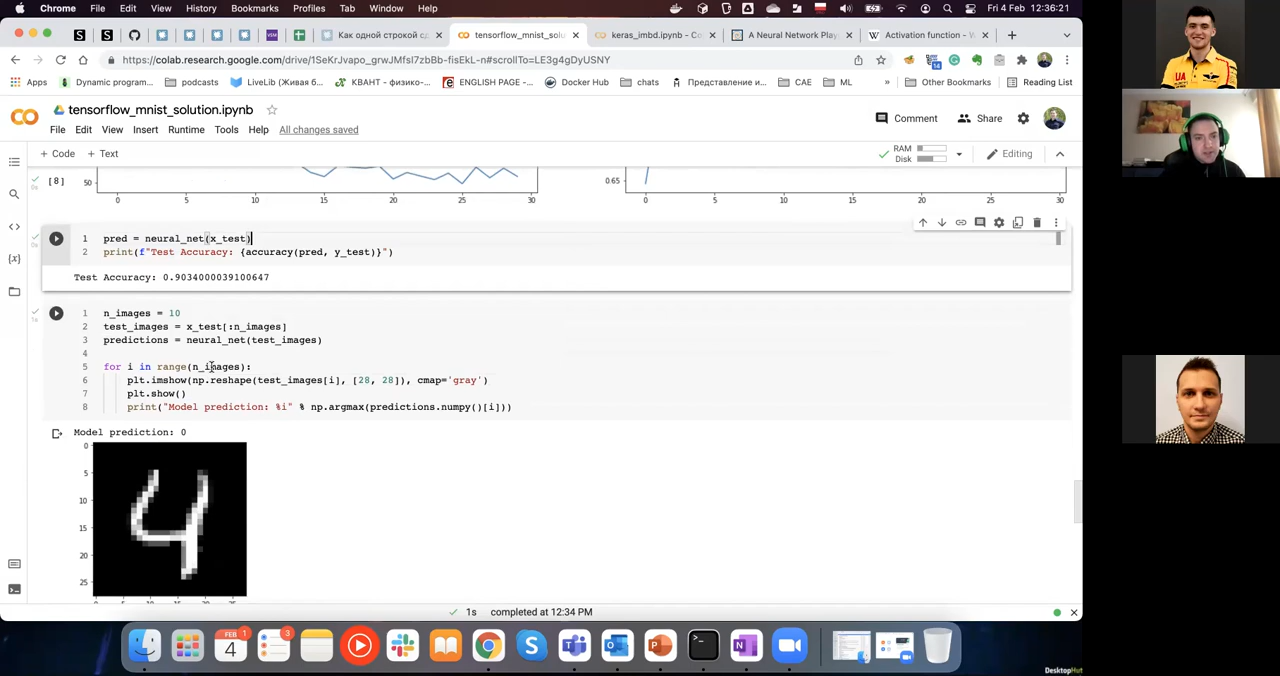 Chrome File Edit View History Bookmarks Profiles Tab Window Help Fri 4 Feb 12:36:21
Как одной строкой с tensorflow_mnist_solu keras_imbd.ipynb - Co A Neural Network Play Activation function - W
https://colab.research.google.com/drive/1SeKrJVapo_grwJMfsI7zbBb-fisEkL-n#scrollTo=LE3g4gDyUSNY
Apps Dynamic program... podcasts LiveLib (Живая б... КВАНТ - физико-... ENGLISH PAGE -... Docker Hub chats Представление и... CAE ML » Other Bookmarks Reading List
tensorflow_mnist_solution.ipynb
Comment Share
File Edit View Insert Runtime Tools Help All changes saved
+ Code + Text
RAM
Disk
Editing
[8]
50
0 5 10 15 20 25 30
0.65
0 5 10 15 20 25 30
1 pred = neural_net(x_test)
2 print(f"Test Accuracy: {accuracy(pred, y_test)}")
Test Accuracy: 0.9034000039100647
1 n_images = 10
2 test_images = x_test[:n_images]
3 predictions = neural_net(test_images)
4
5 for i in range(n_images):
6 plt.imshow(np.reshape(test_images[i], [28, 28]), cmap='gray')
7 plt.show()
8 print("Model prediction: %i" % np.argmax(predictions.numpy()[i]))
Model prediction: 0
0
5
10
15
20
25
4
1s completed at 12:34 PM
FEB
4
1
3
DesktopHut
UA